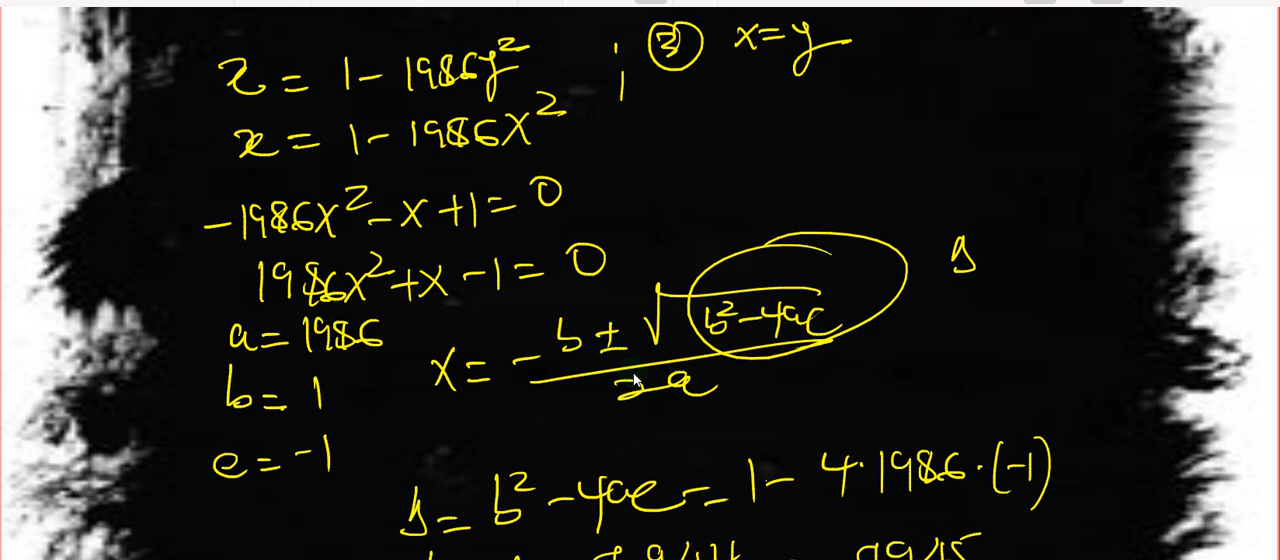 x = 1 - 1986y² ; ③ x = y
x = 1 - 1986x²
-1986x² - x + 1 = 0
1986x² + x - 1 = 0
a = 1986
x = -b ± √(b² - 4ac) / 2a
b = 1
c = -1
= b² - 4ac = 1 - 4·1986·(-1)